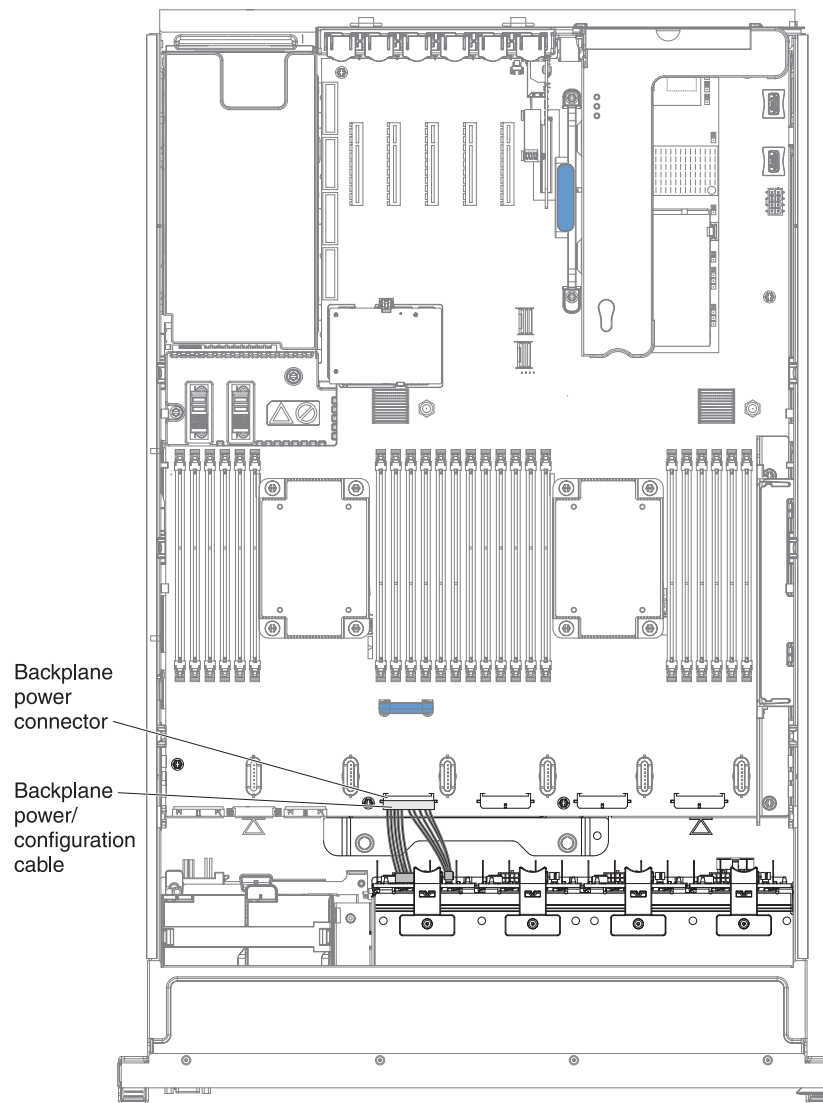 Backplane
power
connector
Backplane
power/
configuration
cable